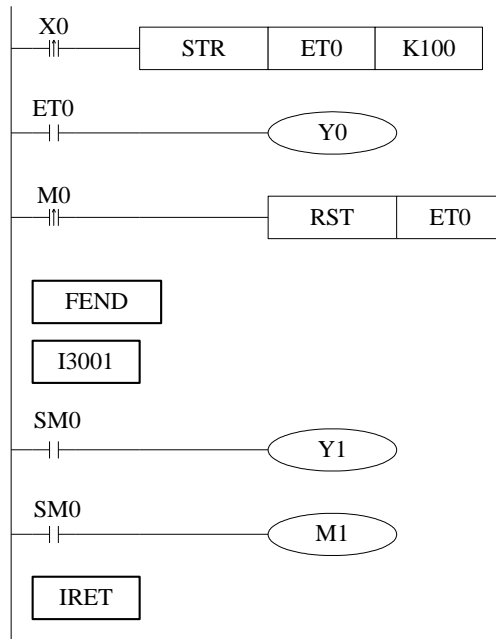 X0
STR ET0 K100
ET0
Y0
M0
RST ET0
FEND
I3001
SM0
Y1
SM0
M1
IRET